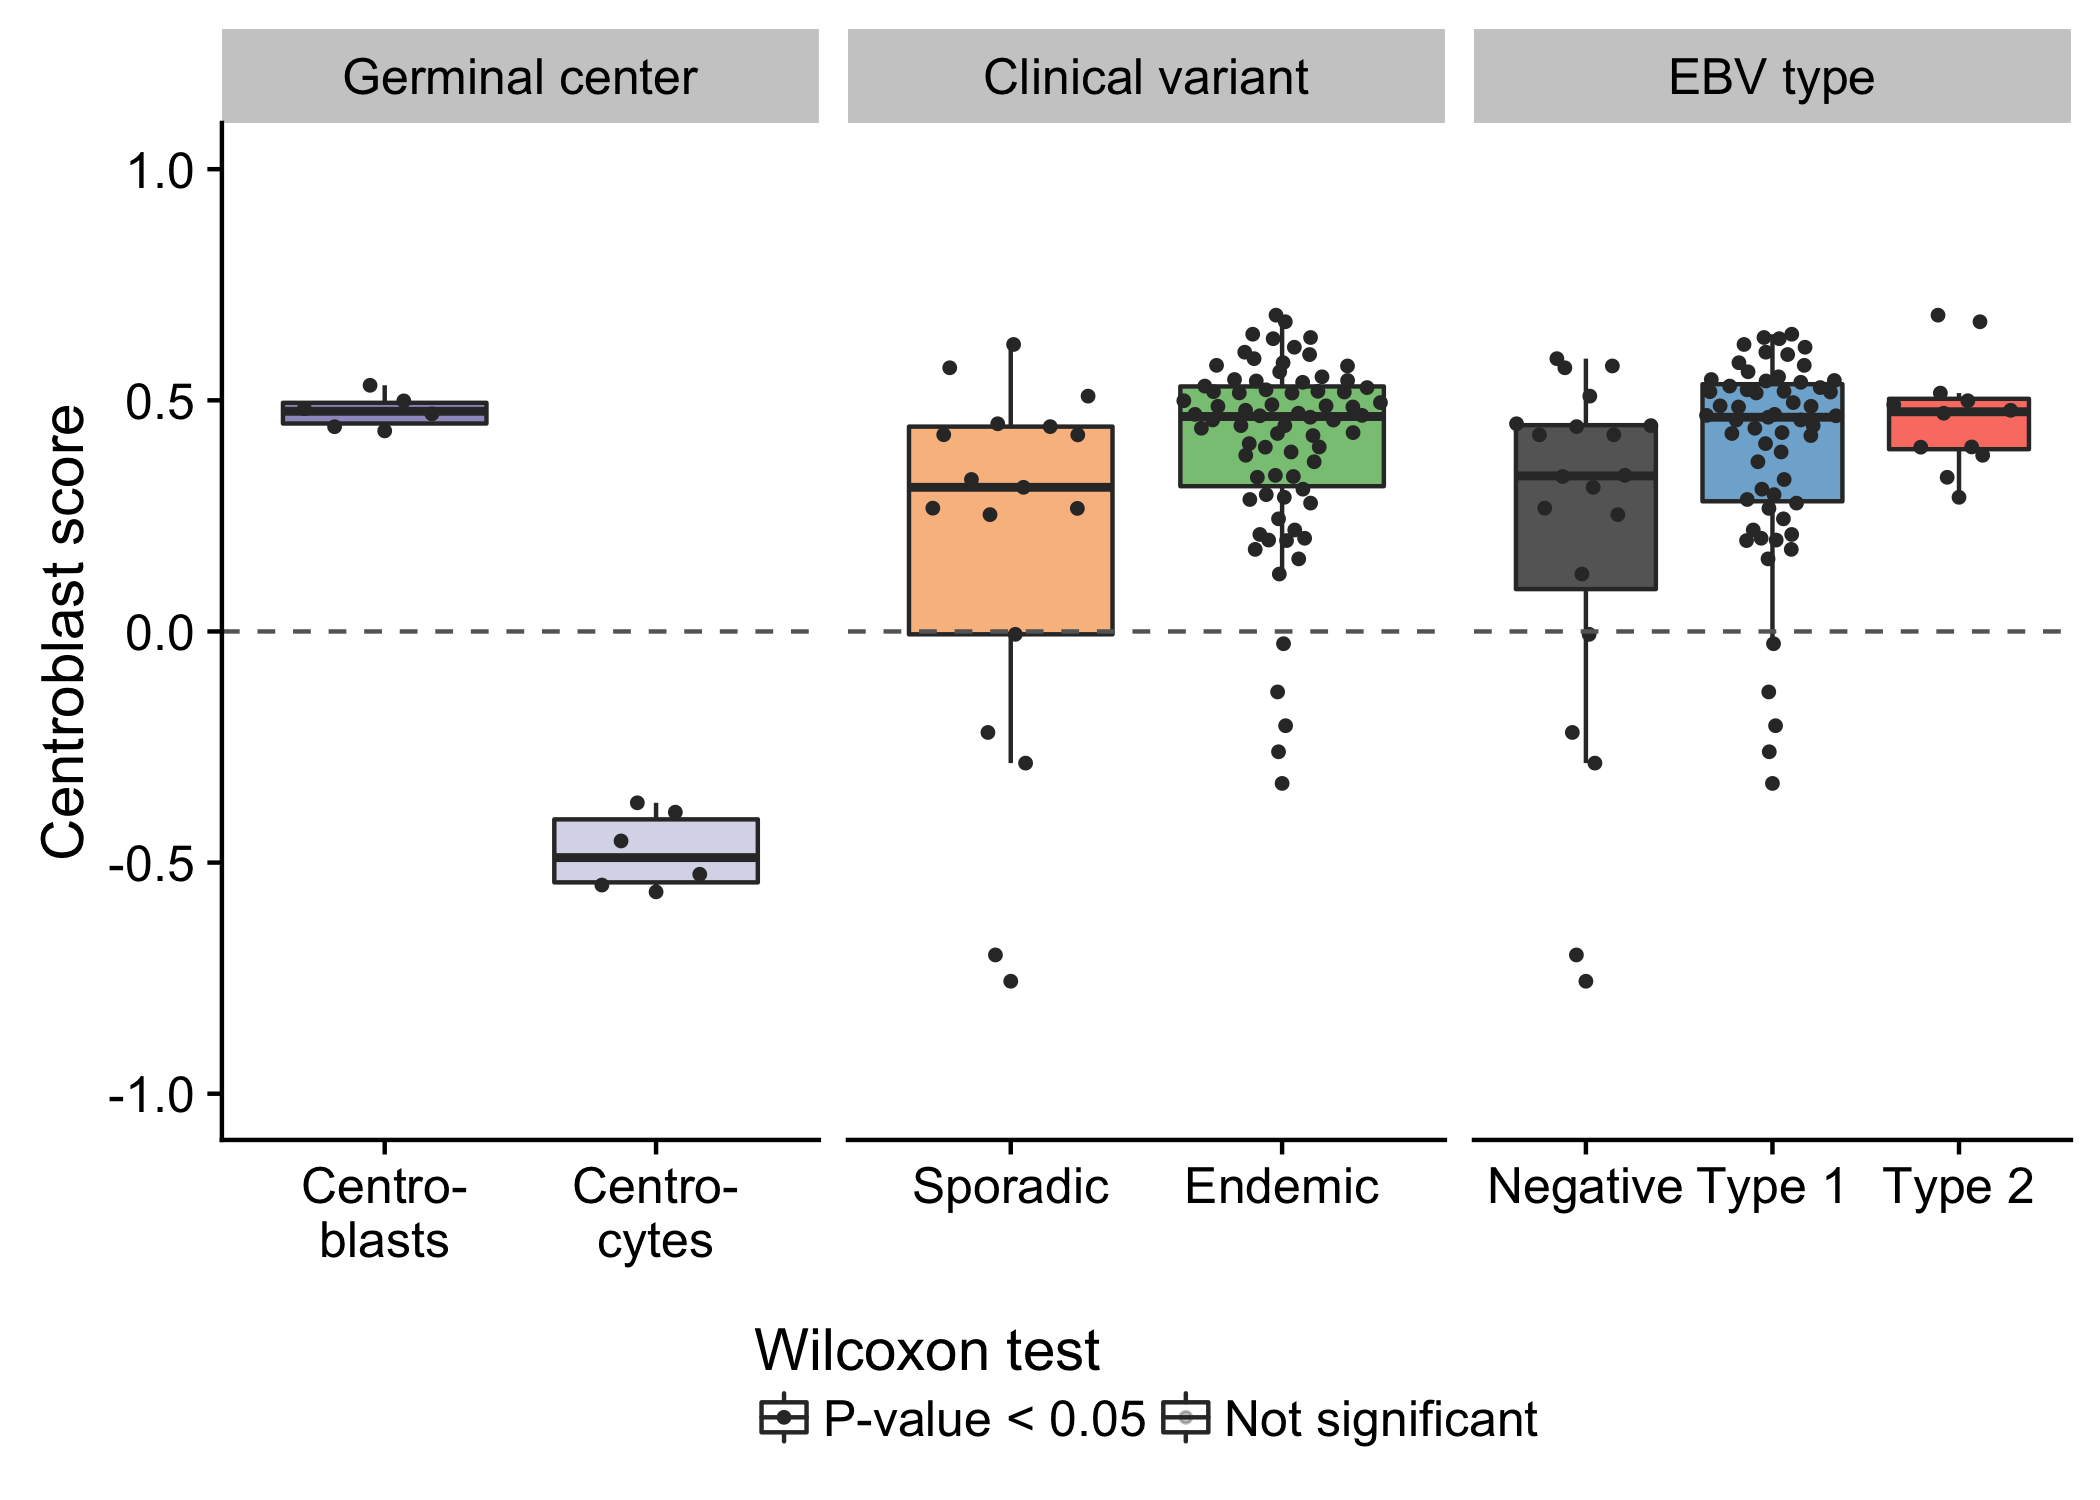 Germinal center
Clinical variant
EBV type
Centroblast score
1.0
0.5
0.0
-0.5
-1.0
Centro-
blasts
Centro-
cytes
Sporadic
Endemic
Negative
Type 1
Type 2
Wilcoxon test
P-value < 0.05
Not significant